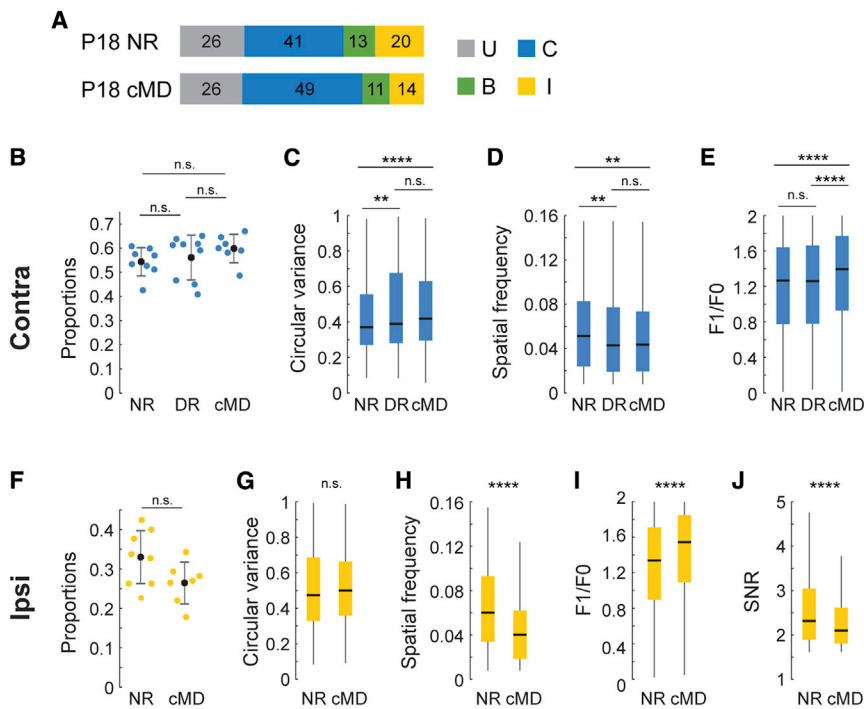 A
P18 NR 26 41 13 20
P18 cMD 26 49 11 14
U C
B I
Contra
B
n.s.
n.s. n.s.
Proportions
0.7
0.6
0.5
0.4
0.3
0.2
0.1
0
NR DR cMD
C
****
n.s.
**
Circular variance
1
0.8
0.6
0.4
0.2
0
NR DR cMD
D
**
n.s.
**
Spatial frequency
0.16
0.12
0.08
0.04
0
NR DR cMD
E
****
n.s. ****
F1/F0
2
1.6
1.2
0.8
0.4
0
NR DR cMD
Ipsi
F
n.s.
Proportions
0.4
0.3
0.2
0.1
0
NR cMD
G
n.s.
Circular variance
1
0.8
0.6
0.4
0.2
0
NR cMD
H
****
Spatial frequency
0.16
0.12
0.08
0.04
0
NR cMD
I
****
F1/F0
2
1.6
1.2
0.8
0.4
0
NR cMD
J
****
SNR
5
4
3
2
1
NR cMD